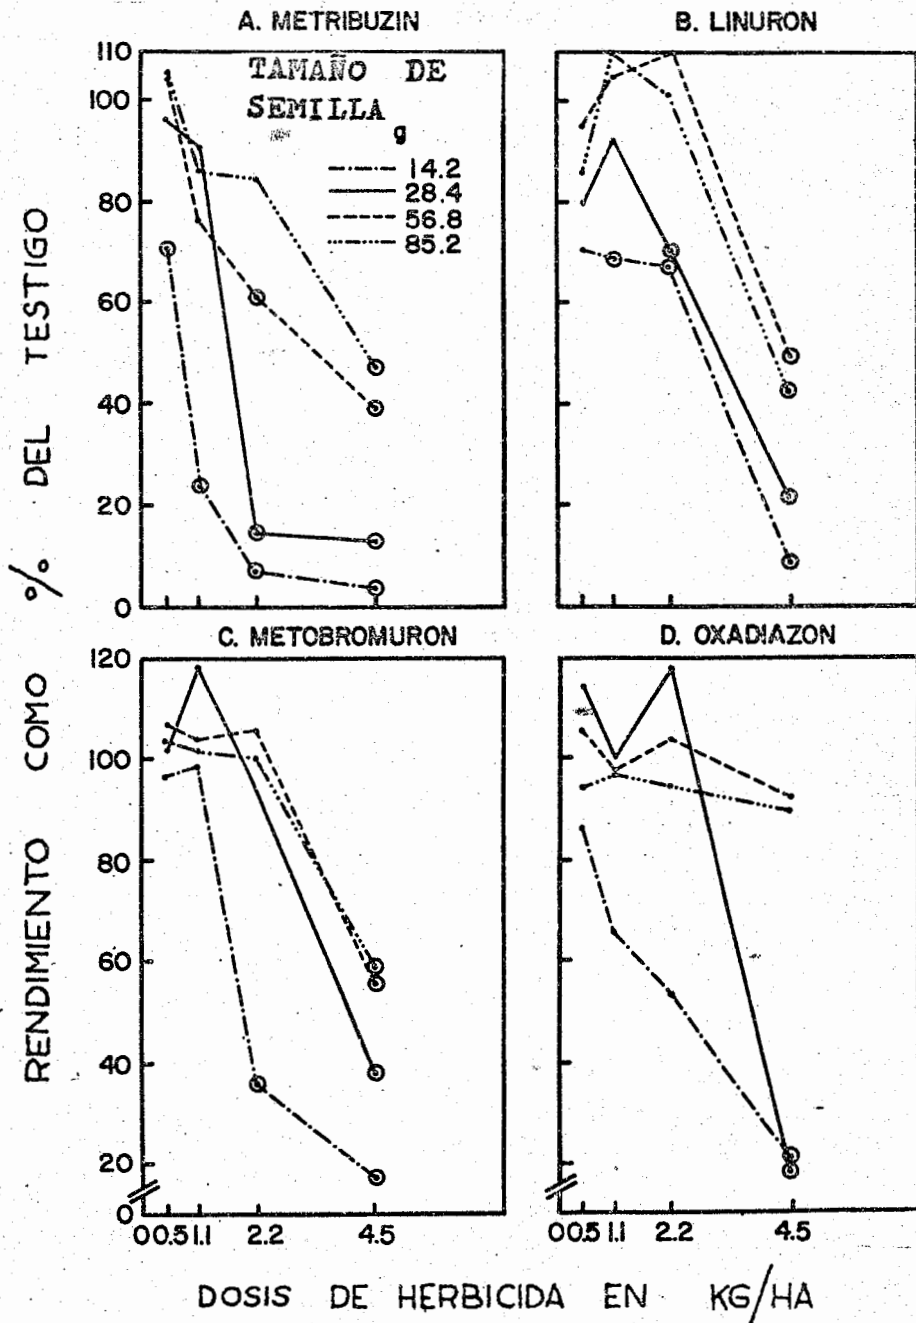 A. METRIBUZIN
B. LINURON
110
100
80
60
40
20
0
TAMAÑO DE
SEMILLA
g
14.2
28.4
56.8
85.2
C. METOBROMURON
D. OXADIAZON
120
100
80
60
40
20
0
0 0.5 1.1 2.2 4.5
0 0.5 1.1 2.2 4.5
RENDIMIENTO COMO % DEL TESTIGO
DOSIS DE HERBICIDA EN KG/HA